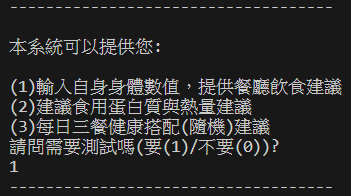 ---------------------------------
本系統可以提供您:
(1)輸入自身身體數值，提供餐廳飲食建議
(2)建議食用蛋白質與熱量建議
(3)每日三餐健康搭配(隨機)建議
請問需要測試嗎(要(1)/不要(0))?
1
---------------------------------